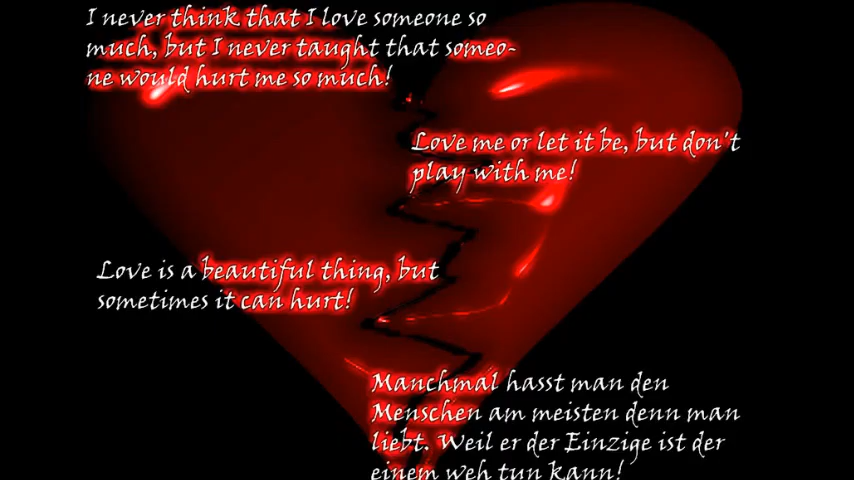 I never think that I love someone so
much, but I never taught that someo-
ne would hurt me so much!
Love me or let it be, but don't
play with me!
Love is a beautiful thing, but
sometimes it can hurt!
Manchmal hasst man den
Menschen am meisten denn man
liebt. Weil er der Einzige ist der
einem weh tun kann!